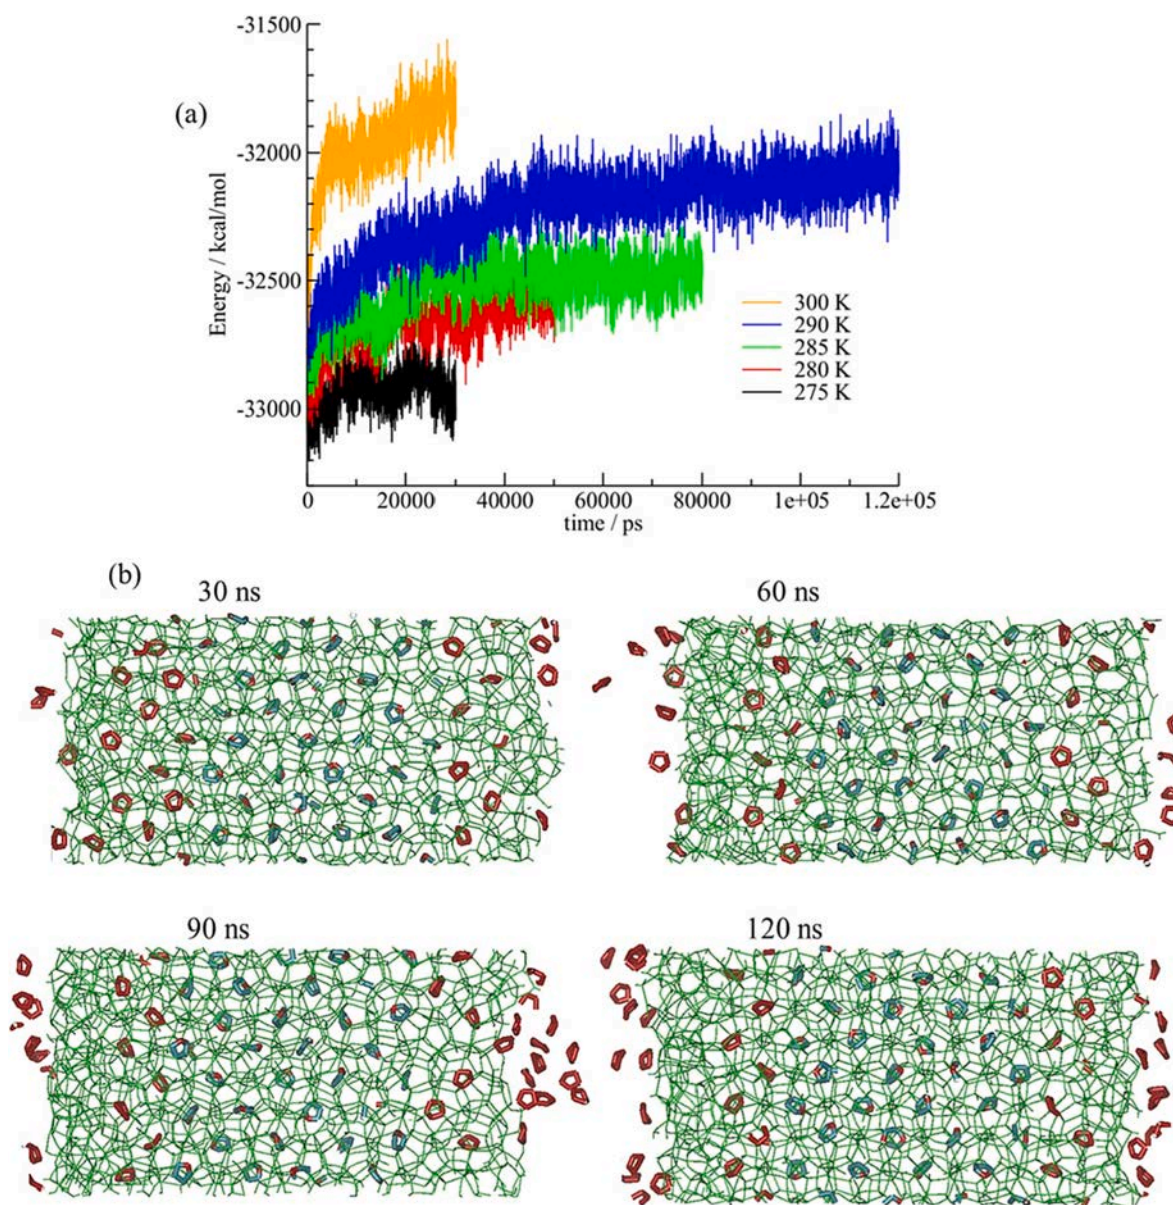 (a)
Energy / kcal/mol
-31500
-32000
-32500
-33000
300 K
290 K
285 K
280 K
275 K
0 20000 40000 60000 80000 1e+05 1.2e+05
time / ps
(b)
30 ns 60 ns
90 ns 120 ns